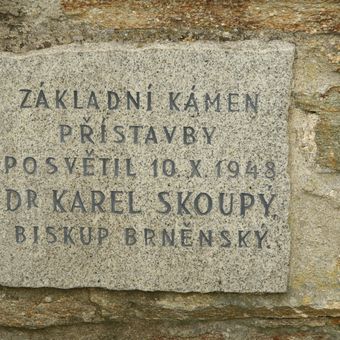 ZÁKLADNÍ KÁMEN
PŘÍSTAVBY
POSVĚTIL 10.X.1948
DR KAREL SKOUPÝ
BISKUP BRNĚNSKÝ